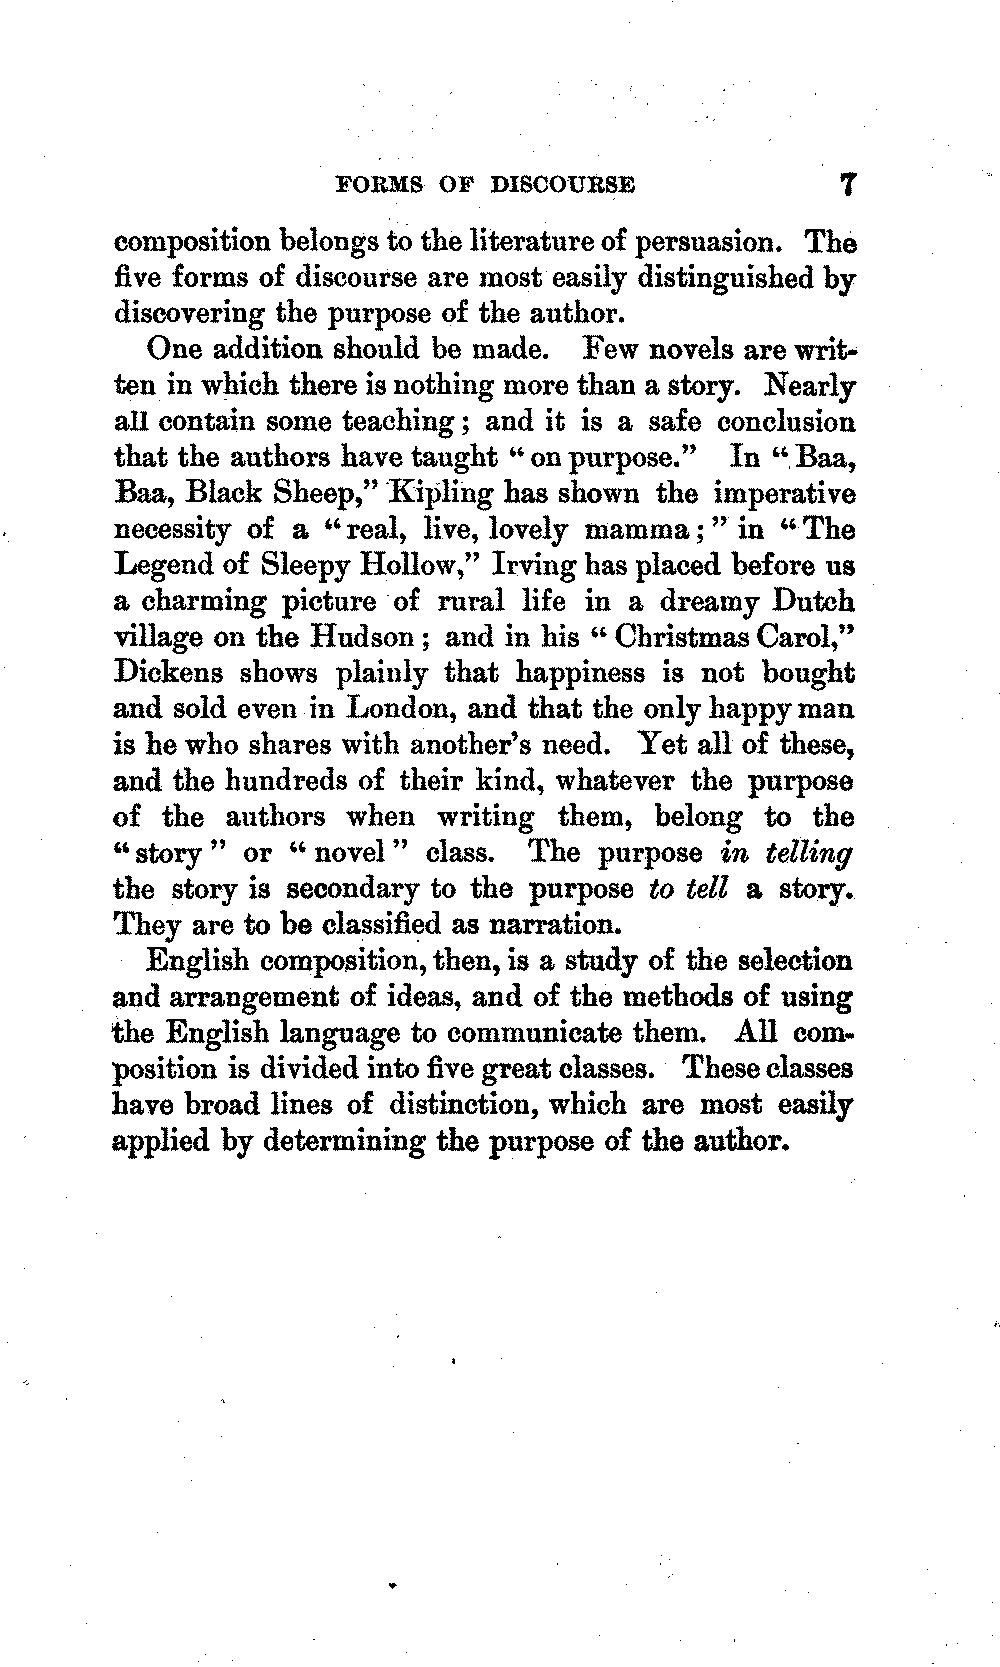 FORMS OF DISCOURSE 7
composition belongs to the literature of persuasion. The
five forms of discourse are most easily distinguished by
discovering the purpose of the author.
One addition should be made. Few novels are writ-
ten in which there is nothing more than a story. Nearly
all contain some teaching; and it is a safe conclusion
that the authors have taught “on purpose.” In “Baa,
Baa, Black Sheep,” Kipling has shown the imperative
necessity of a “real, live, lovely mamma;” in “The
Legend of Sleepy Hollow,” Irving has placed before us
a charming picture of rural life in a dreamy Dutch
village on the Hudson; and in his “Christmas Carol,”
Dickens shows plainly that happiness is not bought
and sold even in London, and that the only happy man
is he who shares with another’s need. Yet all of these,
and the hundreds of their kind, whatever the purpose
of the authors when writing them, belong to the
“story” or “novel” class. The purpose in telling
the story is secondary to the purpose to tell a story.
They are to be classified as narration.
English composition, then, is a study of the selection
and arrangement of ideas, and of the methods of using
the English language to communicate them. All com-
position is divided into five great classes. These classes
have broad lines of distinction, which are most easily
applied by determining the purpose of the author.